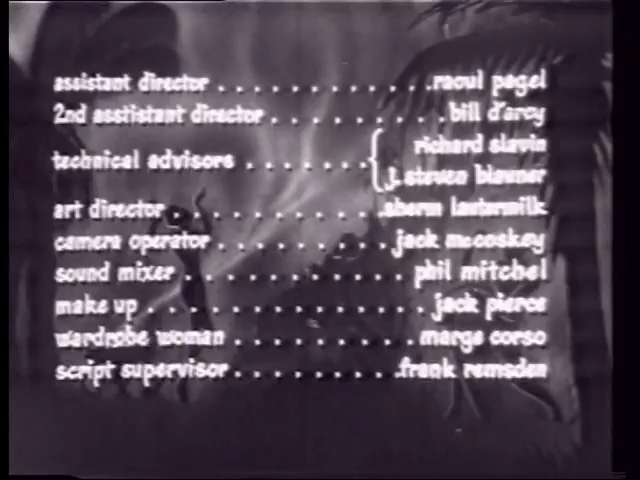 assistant director . . . . . . . . . . . . raoul pagel
2nd asstistant director . . . . . . . . . bill d'arcy
technical advisors . . . . . . . { richard slavin
j. steven blauner
art director . . . . . . . . . . . sherm loudermilk
camera operator . . . . . . . . . jack mccoskey
sound mixer . . . . . . . . . . . phil mitchel
make up . . . . . . . . . . . . . . jack pierce
wardrobe woman . . . . . . . . . . marge corso
script supervisor . . . . . . . . . frank remsden